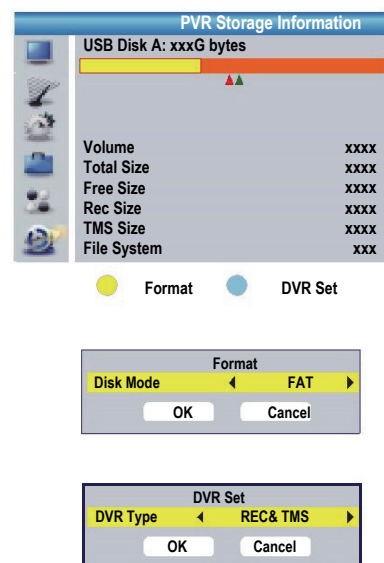 PVR Storage Information
USB Disk A: xxxG bytes
Volume xxxx
Total Size xxxx
Free Size xxxx
Rec Size xxxx
TMS Size xxxx
File System xxx
Format DVR Set
Format
Disk Mode FAT
OK Cancel
DVR Set
DVR Type REC& TMS
OK Cancel